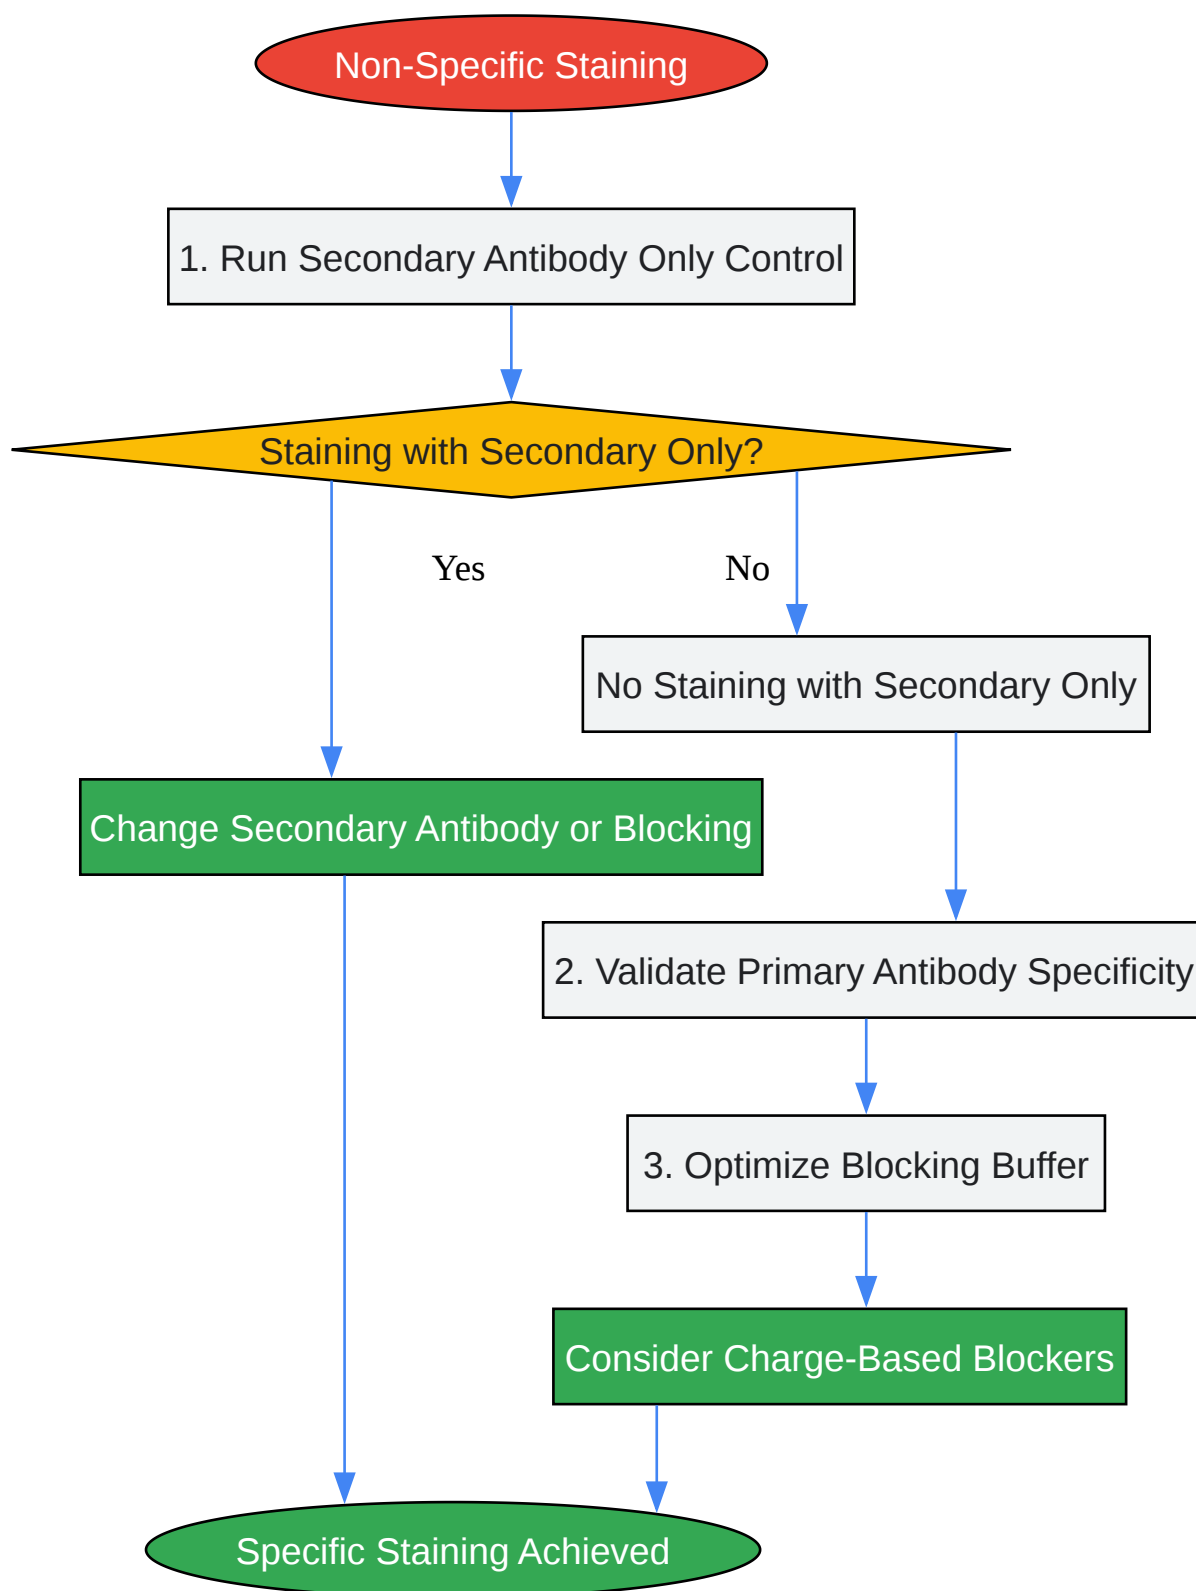 Non-Specific Staining
1. Run Secondary Antibody Only Control
Staining with Secondary Only?
Yes
No
No Staining with Secondary Only
Change Secondary Antibody or Blocking
2. Validate Primary Antibody Specificity
3. Optimize Blocking Buffer
Consider Charge-Based Blockers
Specific Staining Achieved